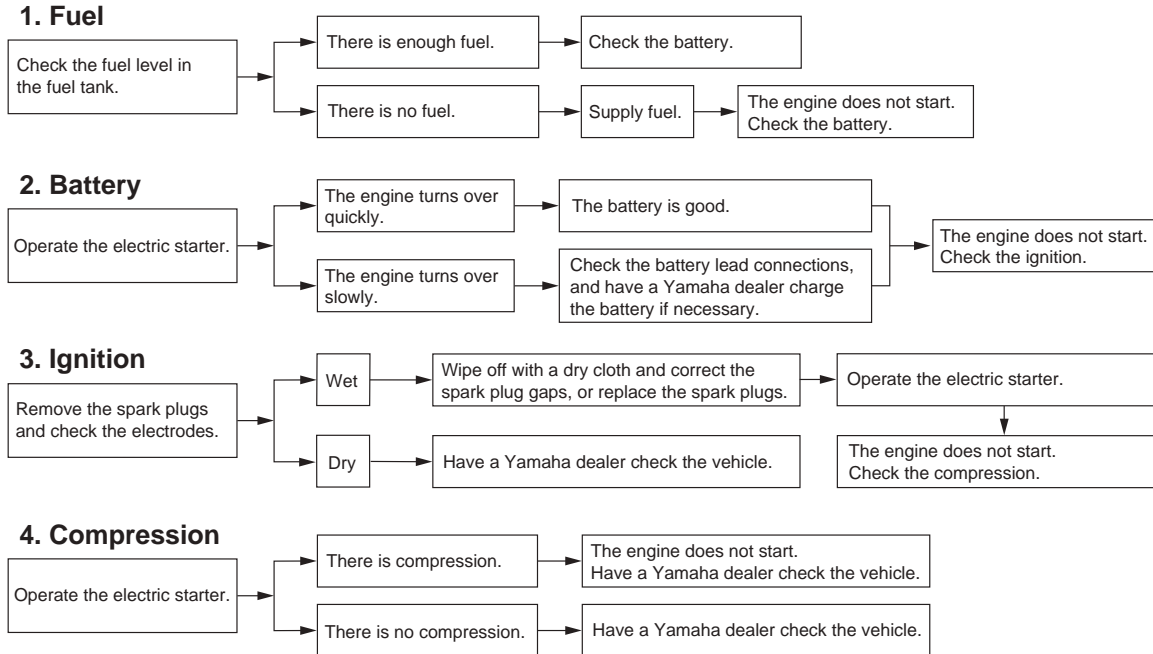 1. Fuel
Check the fuel level in
the fuel tank.
There is enough fuel.
Check the battery.
There is no fuel.
Supply fuel.
The engine does not start.
Check the battery.
2. Battery
Operate the electric starter.
The engine turns over
quickly.
The battery is good.
The engine turns over
slowly.
Check the battery lead connections,
and have a Yamaha dealer charge
the battery if necessary.
The engine does not start.
Check the ignition.
3. Ignition
Remove the spark plugs
and check the electrodes.
Wet
Wipe off with a dry cloth and correct the
spark plug gaps, or replace the spark plugs.
Operate the electric starter.
The engine does not start.
Check the compression.
Dry
Have a Yamaha dealer check the vehicle.
4. Compression
Operate the electric starter.
There is compression.
The engine does not start.
Have a Yamaha dealer check the vehicle.
There is no compression.
Have a Yamaha dealer check the vehicle.